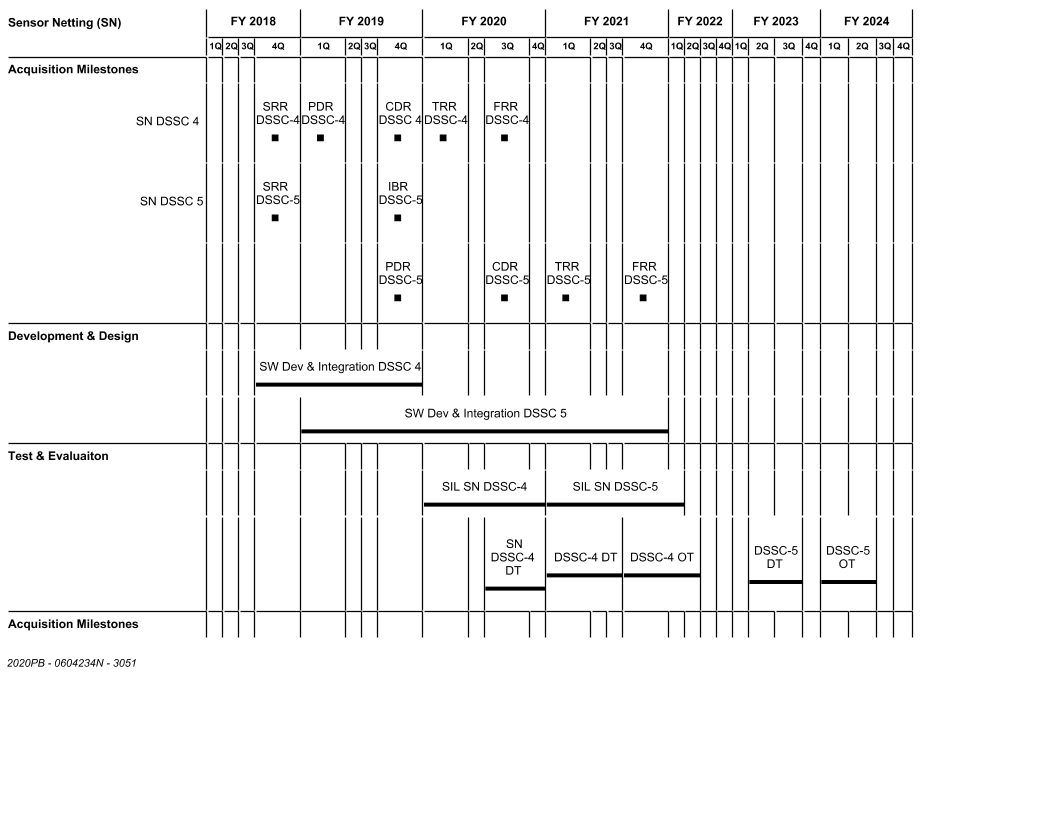 Sensor Netting (SN)
FY 2018 FY 2019 FY 2020 FY 2021 FY 2022 FY 2023 FY 2024
1Q 2Q 3Q 4Q 1Q 2Q 3Q 4Q 1Q 2Q 3Q 4Q 1Q 2Q 3Q 4Q 1Q 2Q 3Q 4Q 1Q 2Q 3Q 4Q 1Q 2Q 3Q 4Q
Acquisition Milestones
SN DSSC 4
SRR
DSSC-4
PDR
DSSC-4
CDR
DSSC 4
TRR
DSSC-4
FRR
DSSC-4
SN DSSC 5
SRR
DSSC-5
IBR
DSSC-5
PDR
DSSC-5
CDR
DSSC-5
TRR
DSSC-5
FRR
DSSC-5
Development & Design
SW Dev & Integration DSSC 4
SW Dev & Integration DSSC 5
Test & Evaluaiton
SIL SN DSSC-4
SIL SN DSSC-5
SN
DSSC-4
DT
DSSC-4 DT
DSSC-4 OT
DSSC-5
DT
DSSC-5
OT
Acquisition Milestones
2020PB - 0604234N - 3051